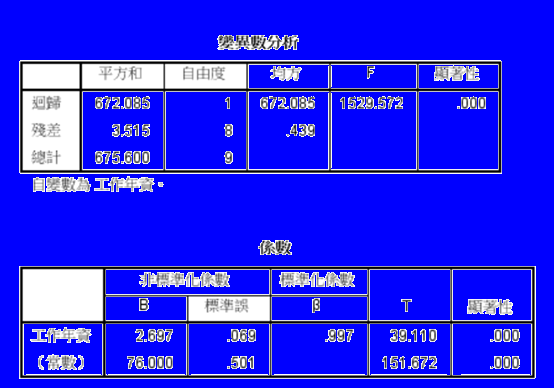 變異數分析
平方和 自由度 均方 F 顯著性
迴歸 672.085 1 672.085 1529.572 .000
殘差 3.515 8 .439
總計 675.600 9
自變數為 工作年資。
係數
非標準化係數 標準化係數
B 標準誤 β T 顯著性
工作年資 2.697 .069 .997 39.110 .000
(常數) 76.000 .501 151.672 .000